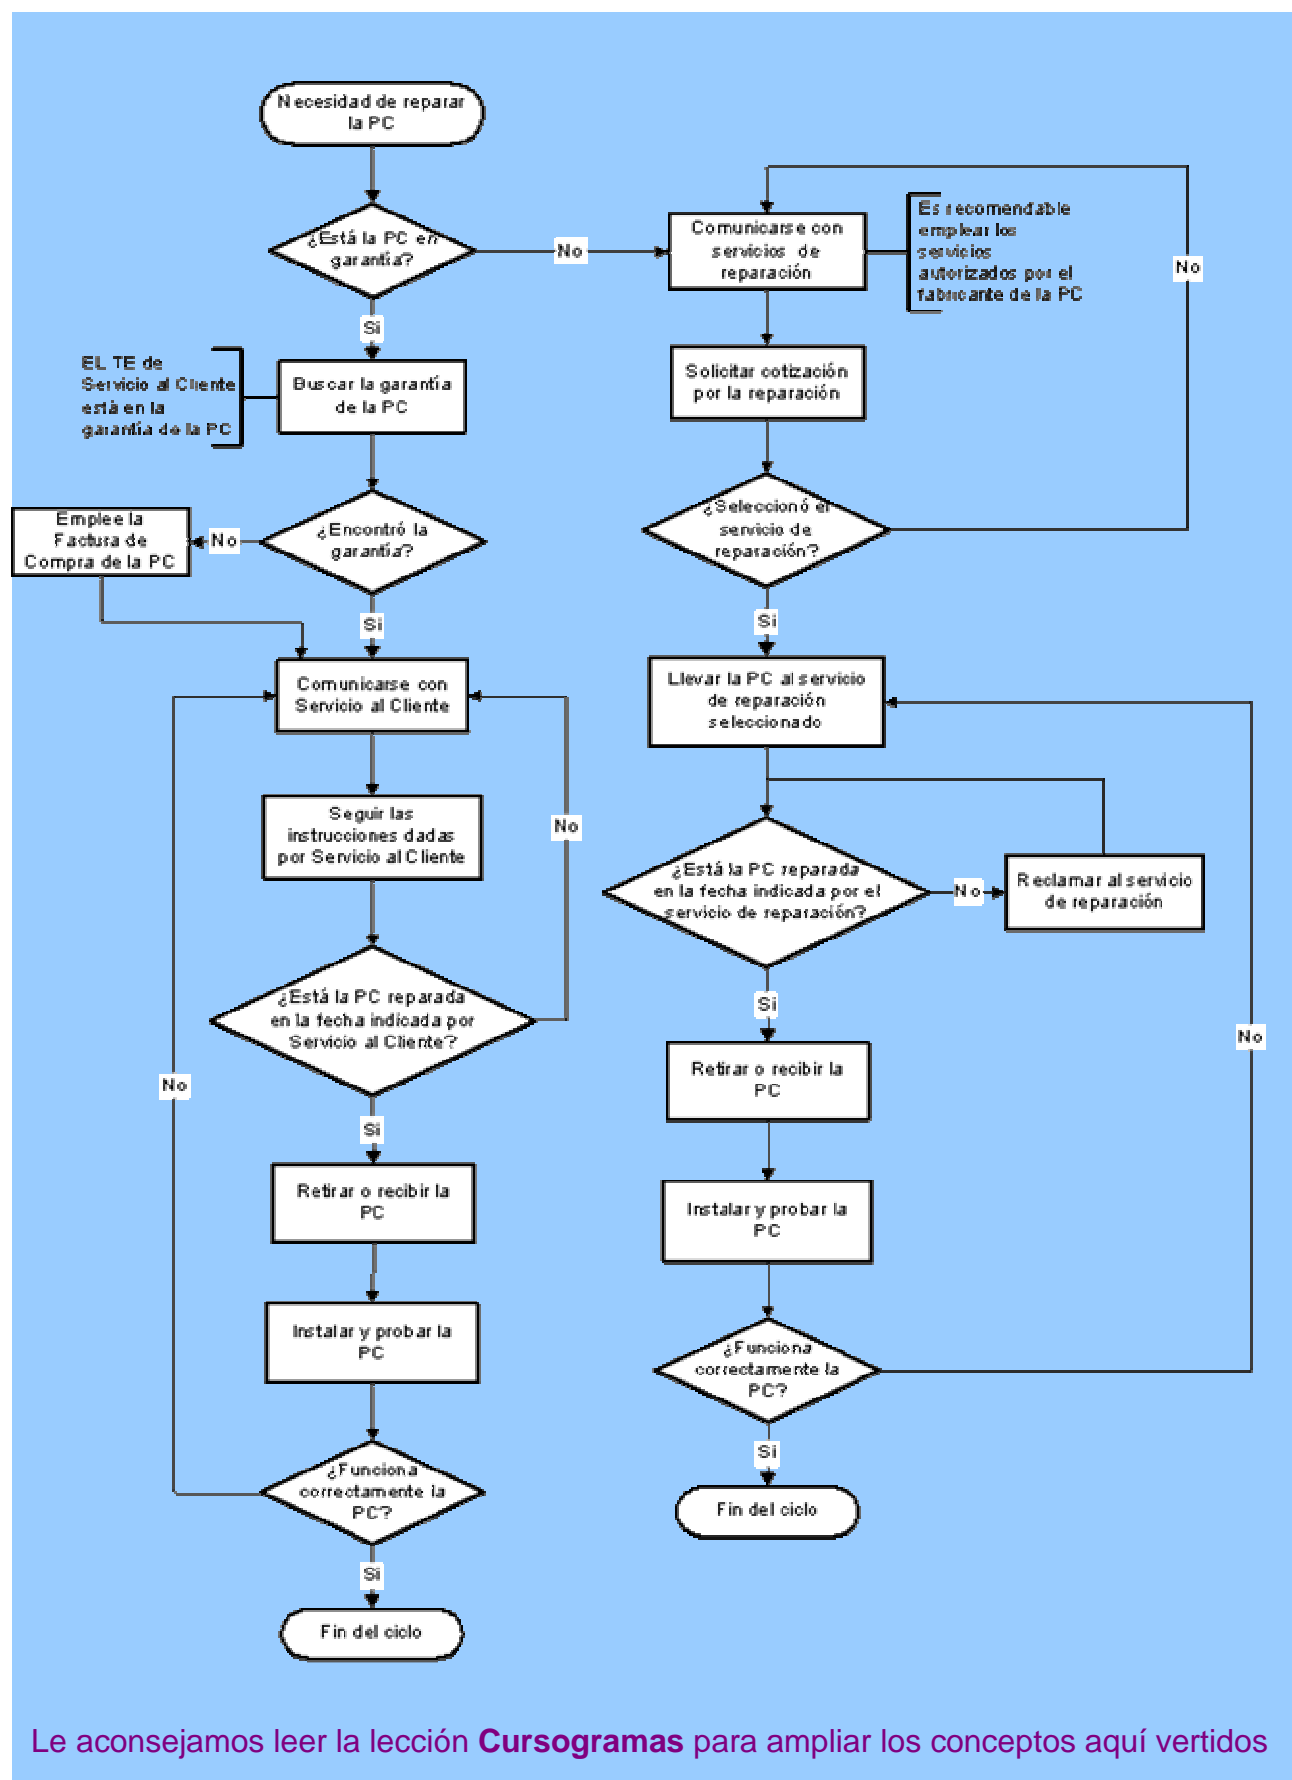 Necesidad de reparar
la PC
¿Está la PC en
garantía?
No
Si
EL TE de
Servicio al Cliente
está en la
garantía de la PC
Buscar la garantía
de la PC
¿Encontró la
garantía?
No
Emplee la
Factura de
Compra de la PC
Si
Comunicarse con
Servicio al Cliente
Seguir las
instrucciones dadas
por Servicio al Cliente
No
¿Está la PC reparada
en la fecha indicada por
Servicio al Cliente?
No
Si
Retirar o recibir la
PC
Instalar y probar la
PC
¿Funciona
correctamente la
PC?
Si
Fin del ciclo
Comunicarse con
servicios de
reparación
Es recomendable
emplear los
servicios
autorizados por el
fabricante de la PC
No
Solicitar cotización
por la reparación
¿Seleccionó el
servicio de
reparación?
Si
Llevar la PC al servicio
de reparación
seleccionado
¿Está la PC reparada
en la fecha indicada por el
servicio de reparación?
No
Reclamar al servicio
de reparación
Si
No
Retirar o recibir la
PC
Instalar y probar la
PC
¿Funciona
correctamente la
PC?
Si
Fin del ciclo
Le aconsejamos leer la lección Cursogramas para ampliar los conceptos aquí vertidos